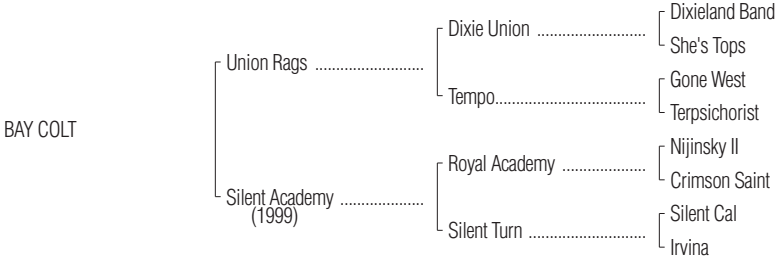 Dixieland Band
Dixie Union ..........................
She's Tops
Union Rags ..........................
Gone West
Tempo....................................
Terpsichorist
BAY COLT
Nijinsky II
Royal Academy ....................
Crimson Saint
Silent Academy ....................
(1999)
Silent Cal
Silent Turn ............................
Irvina